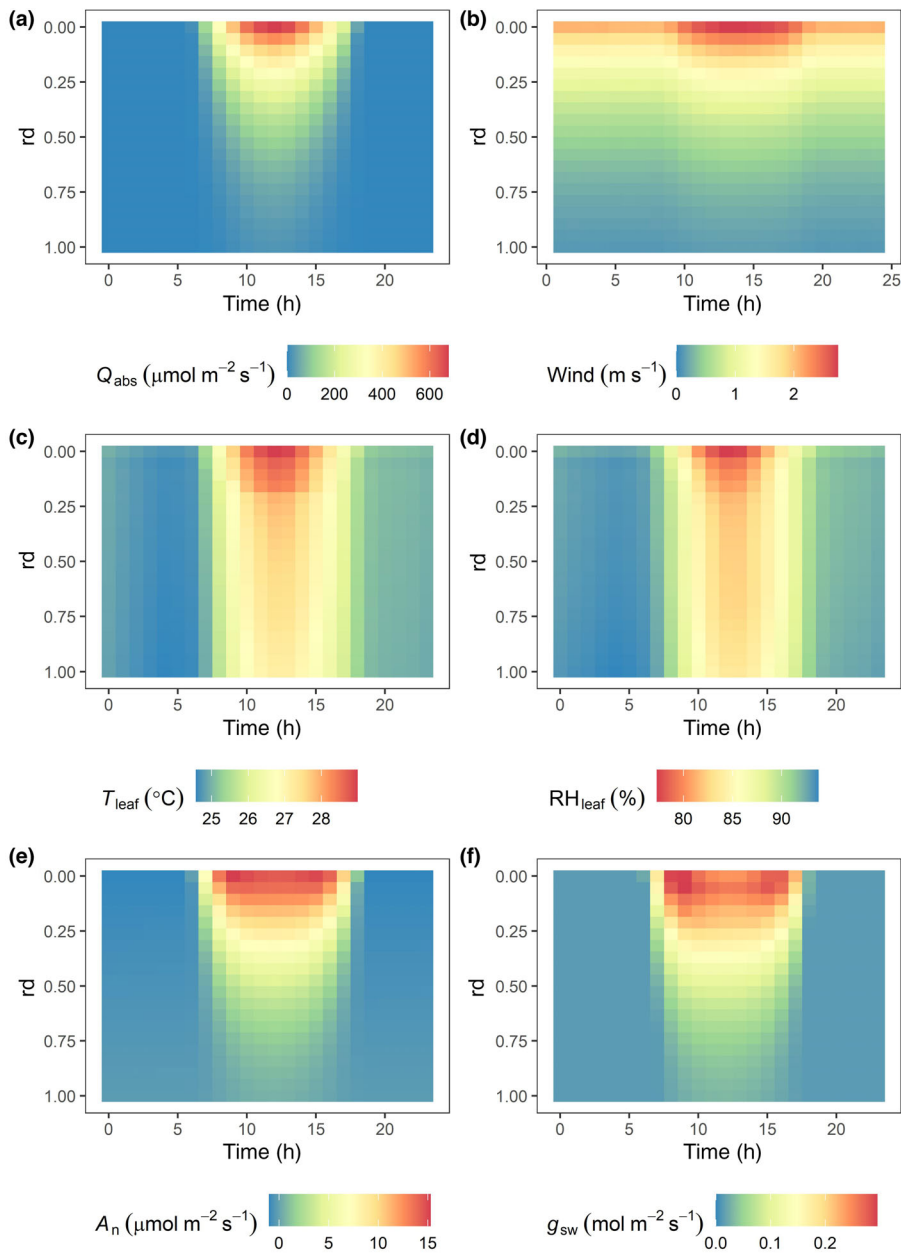 (a)
0.00
0.25
0.50
0.75
1.00
rd
0 5 10 15 20
Time (h)
Qabs (μmol m−2 s−1)
0 200 400 600
(b)
0.00
0.25
0.50
0.75
1.00
rd
0 5 10 15 20 25
Time (h)
Wind (m s−1)
0 1 2
(c)
0.00
0.25
0.50
0.75
1.00
rd
0 5 10 15 20
Time (h)
Tleaf (°C)
25 26 27 28
(d)
0.00
0.25
0.50
0.75
1.00
rd
0 5 10 15 20
Time (h)
RHleaf (%)
80 85 90
(e)
0.00
0.25
0.50
0.75
1.00
rd
0 5 10 15 20
Time (h)
An (μmol m−2 s−1)
0 5 10 15
(f)
0.00
0.25
0.50
0.75
1.00
rd
0 5 10 15 20
Time (h)
gsw (mol m−2 s−1)
0.0 0.1 0.2